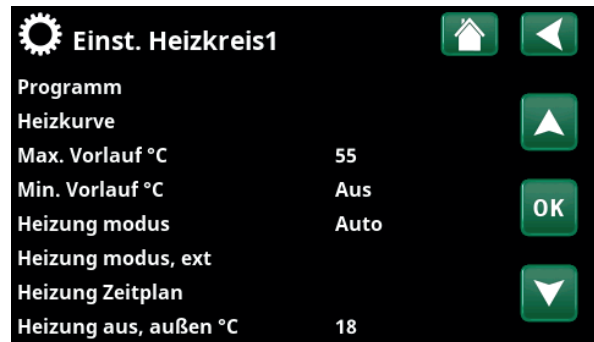 Einst. Heizkreis1
Programm
Heizkurve
Max. Vorlauf °C 55
Min. Vorlauf °C Aus
OK
Heizung modus Auto
Heizung modus, ext
Heizung Zeitplan
Heizung aus, außen °C 18